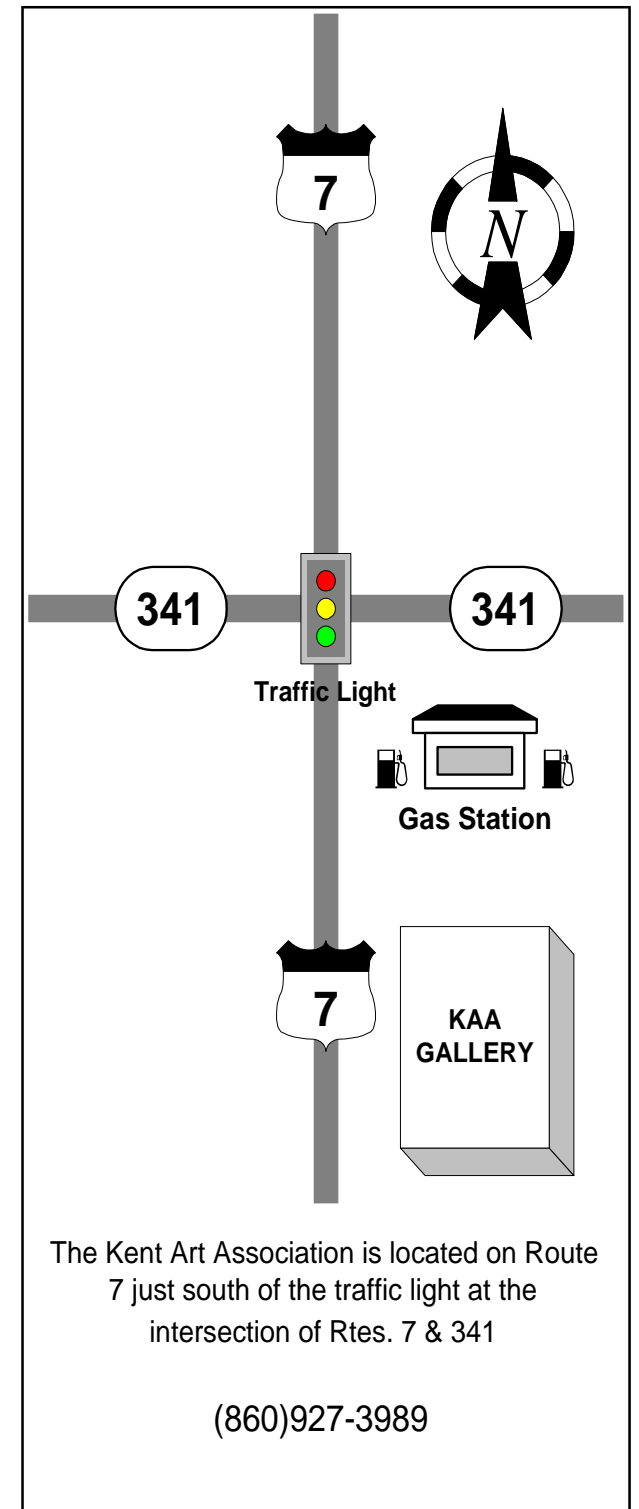 7
N
341
341
Traffic Light
Gas Station
7
KAA
GALLERY
The Kent Art Association is located on Route
7 just south of the traffic light at the
intersection of Rtes. 7 & 341
(860)927-3989